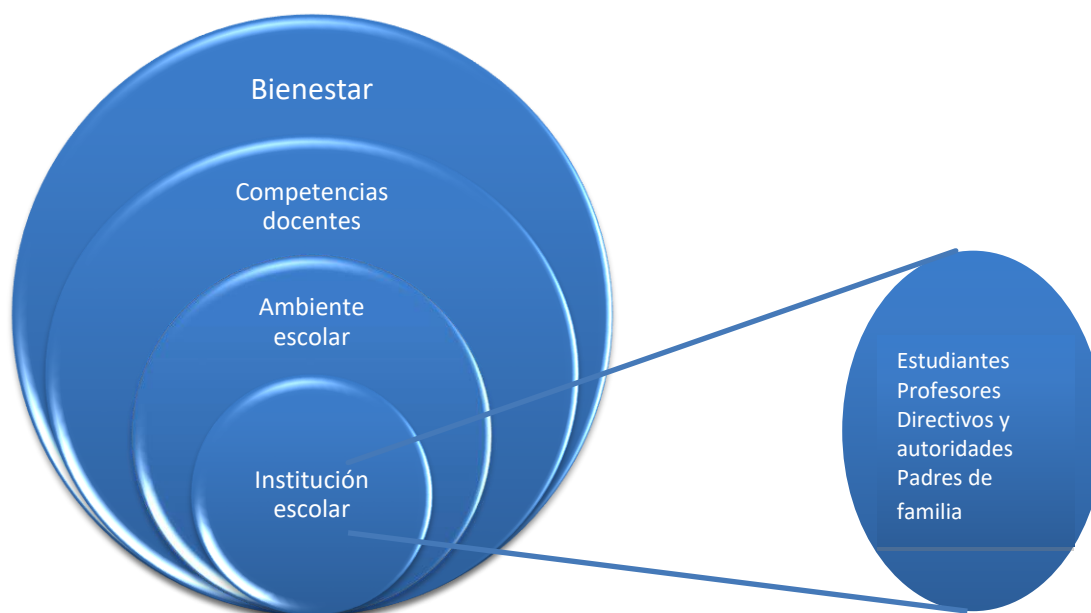 Bienestar
Competencias
docentes
Ambiente
escolar
Institución
escolar
Estudiantes
Profesores
Directivos y
autoridades
Padres de
familia